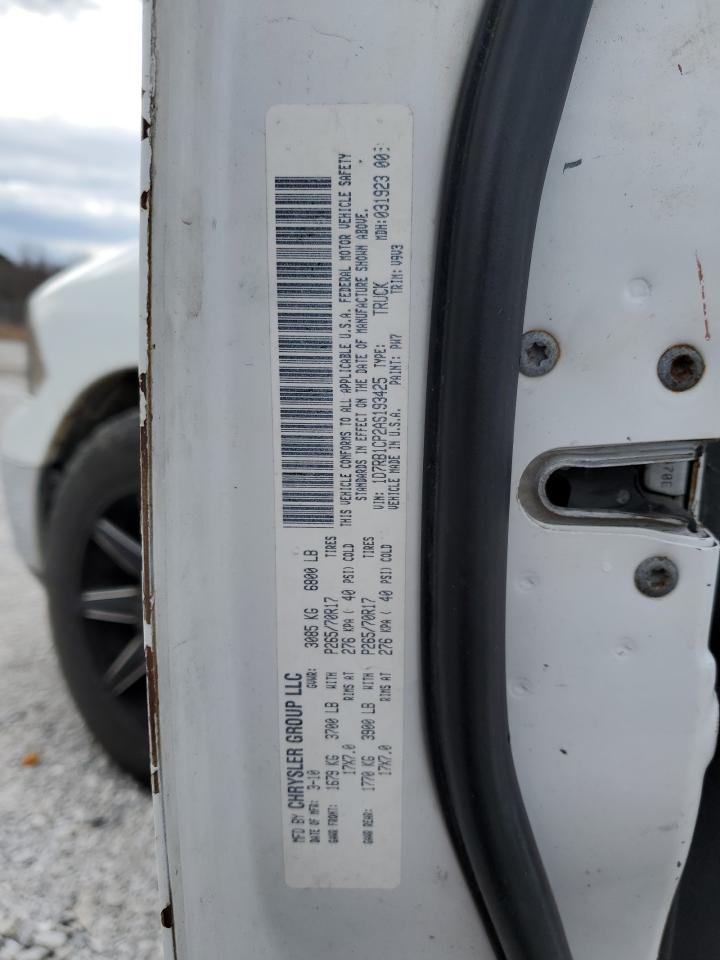 MFD BY CHRYSLER GROUP LLC
DATE OF MFR: 3-10 GVWR: 3085 KG 6800 LB
GAWR FRONT: 1679 KG 3700 LB WITH P265/70R17 TIRES
17X7.0 RIMS AT 276 KPA ( 40 PSI) COLD
GAWR REAR: 1770 KG 3900 LB WITH P265/70R17 TIRES
17X7.0 RIMS AT 276 KPA ( 40 PSI) COLD
THIS VEHICLE CONFORMS TO ALL APPLICABLE U.S.A. FEDERAL MOTOR VEHICLE SAFETY
STANDARDS IN EFFECT ON THE DATE OF MANUFACTURE SHOWN ABOVE.
VIN: 1D7RB1CP2AS193425 TYPE: TRUCK MDH: 031923
VEHICLE MADE IN U.S.A. PAINT: PW7 TRIM: V9V3